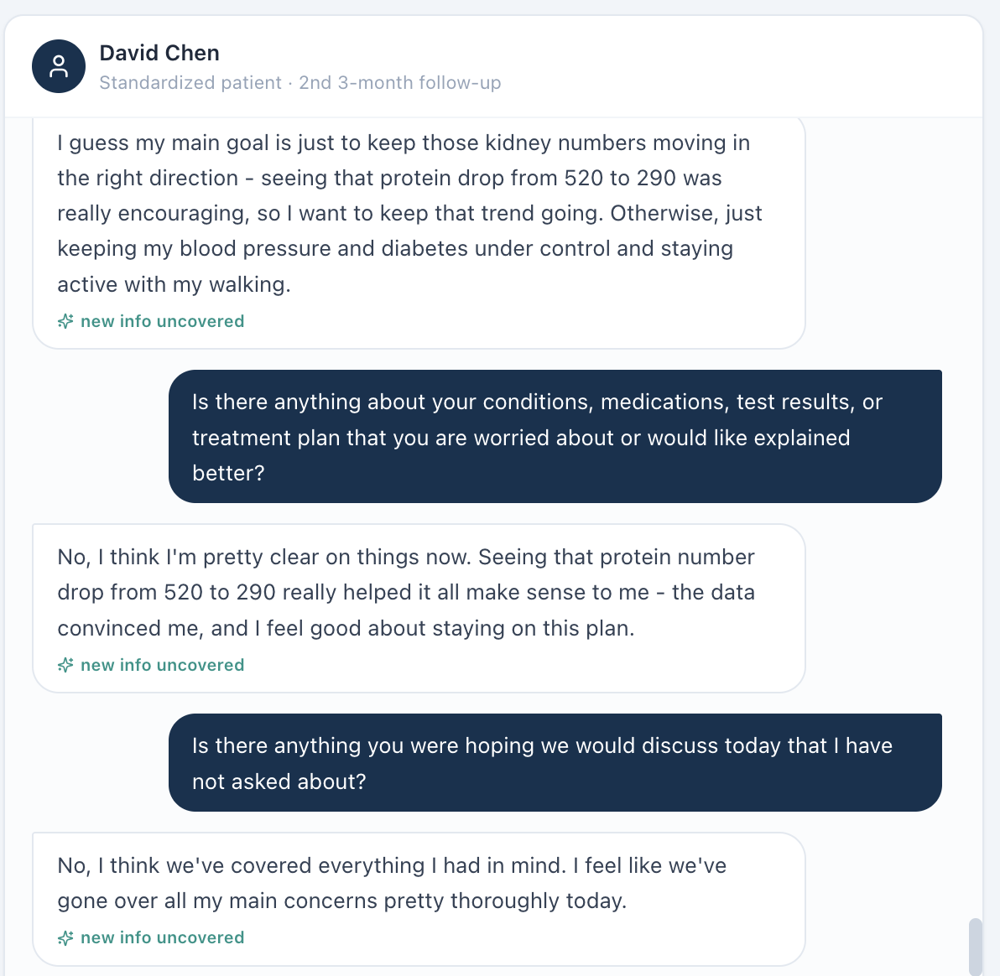 David Chen
Standardized patient · 2nd 3-month follow-up
I guess my main goal is just to keep those kidney numbers moving in
the right direction - seeing that protein drop from 520 to 290 was
really encouraging, so I want to keep that trend going. Otherwise, just
keeping my blood pressure and diabetes under control and staying
active with my walking.
new info uncovered
Is there anything about your conditions, medications, test results, or
treatment plan that you are worried about or would like explained
better?
No, I think I'm pretty clear on things now. Seeing that protein number
drop from 520 to 290 really helped it all make sense to me - the data
convinced me, and I feel good about staying on this plan.
new info uncovered
Is there anything you were hoping we would discuss today that I have
not asked about?
No, I think we've covered everything I had in mind. I feel like we've
gone over all my main concerns pretty thoroughly today.
new info uncovered